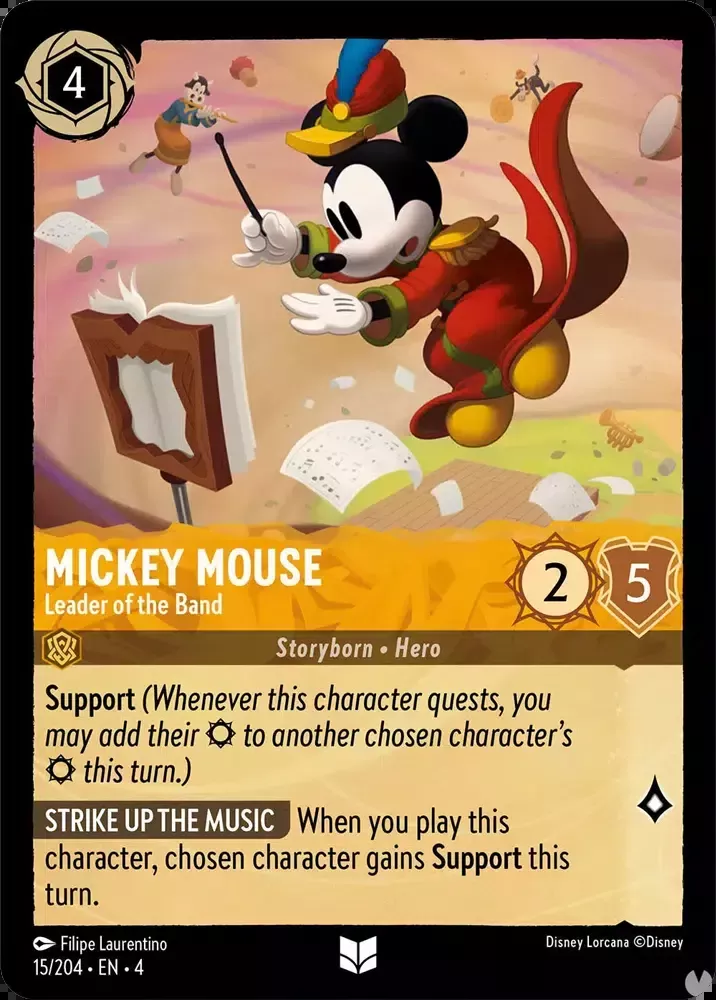 4
MICKEY MOUSE
Leader of the Band
2
5
Storyborn • Hero
Support (Whenever this character quests, you
may add their to another chosen character's
this turn.)
STRIKE UP THE MUSIC When you play this
character, chosen character gains Support this
turn.
Filipe Laurentino
Disney Lorcana ©Disney
15/204 • EN • 4